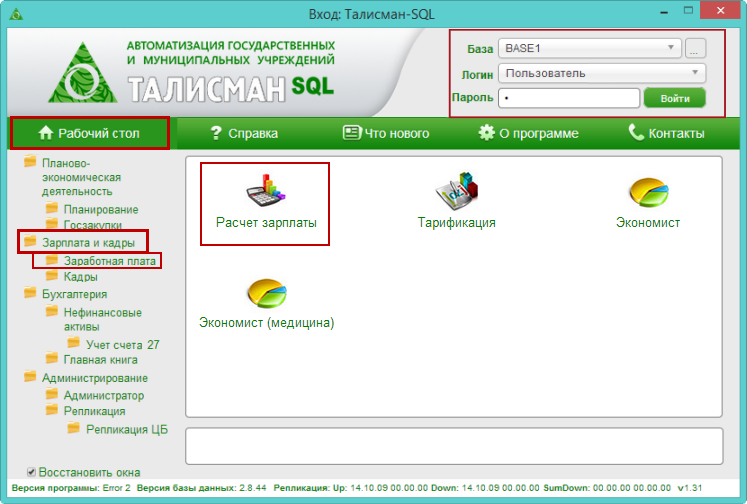 Вход: Талисман-SQL
АВТОМАТИЗАЦИЯ ГОСУДАРСТВЕННЫХ
И МУНИЦИПАЛЬНЫХ УЧРЕЖДЕНИЙ
ТАЛИСМАН SQL
База BASE1 ...
Логин Пользователь
Пароль • Войти
Рабочий стол ? Справка Что нового О программе Контакты
Планово-
экономическая
деятельность
Планирование
Госзакупки
Зарплата и кадры
Заработная плата
Кадры
Бухгалтерия
Нефинансовые
активы
Учет счета 27
Главная книга
Администрирование
Администратор
Репликация
Репликация ЦБ
Расчет зарплаты Тарификация Экономист
Экономист (медицина)
Восстановить окна
Версия программы: Error 2 Версия базы данных: 2.8.44 Репликация: Up: 14.10.09 00.00.00 Down: 14.10.09 00.00.00 SumDown: 00.00.00 00.00.00 v1.31